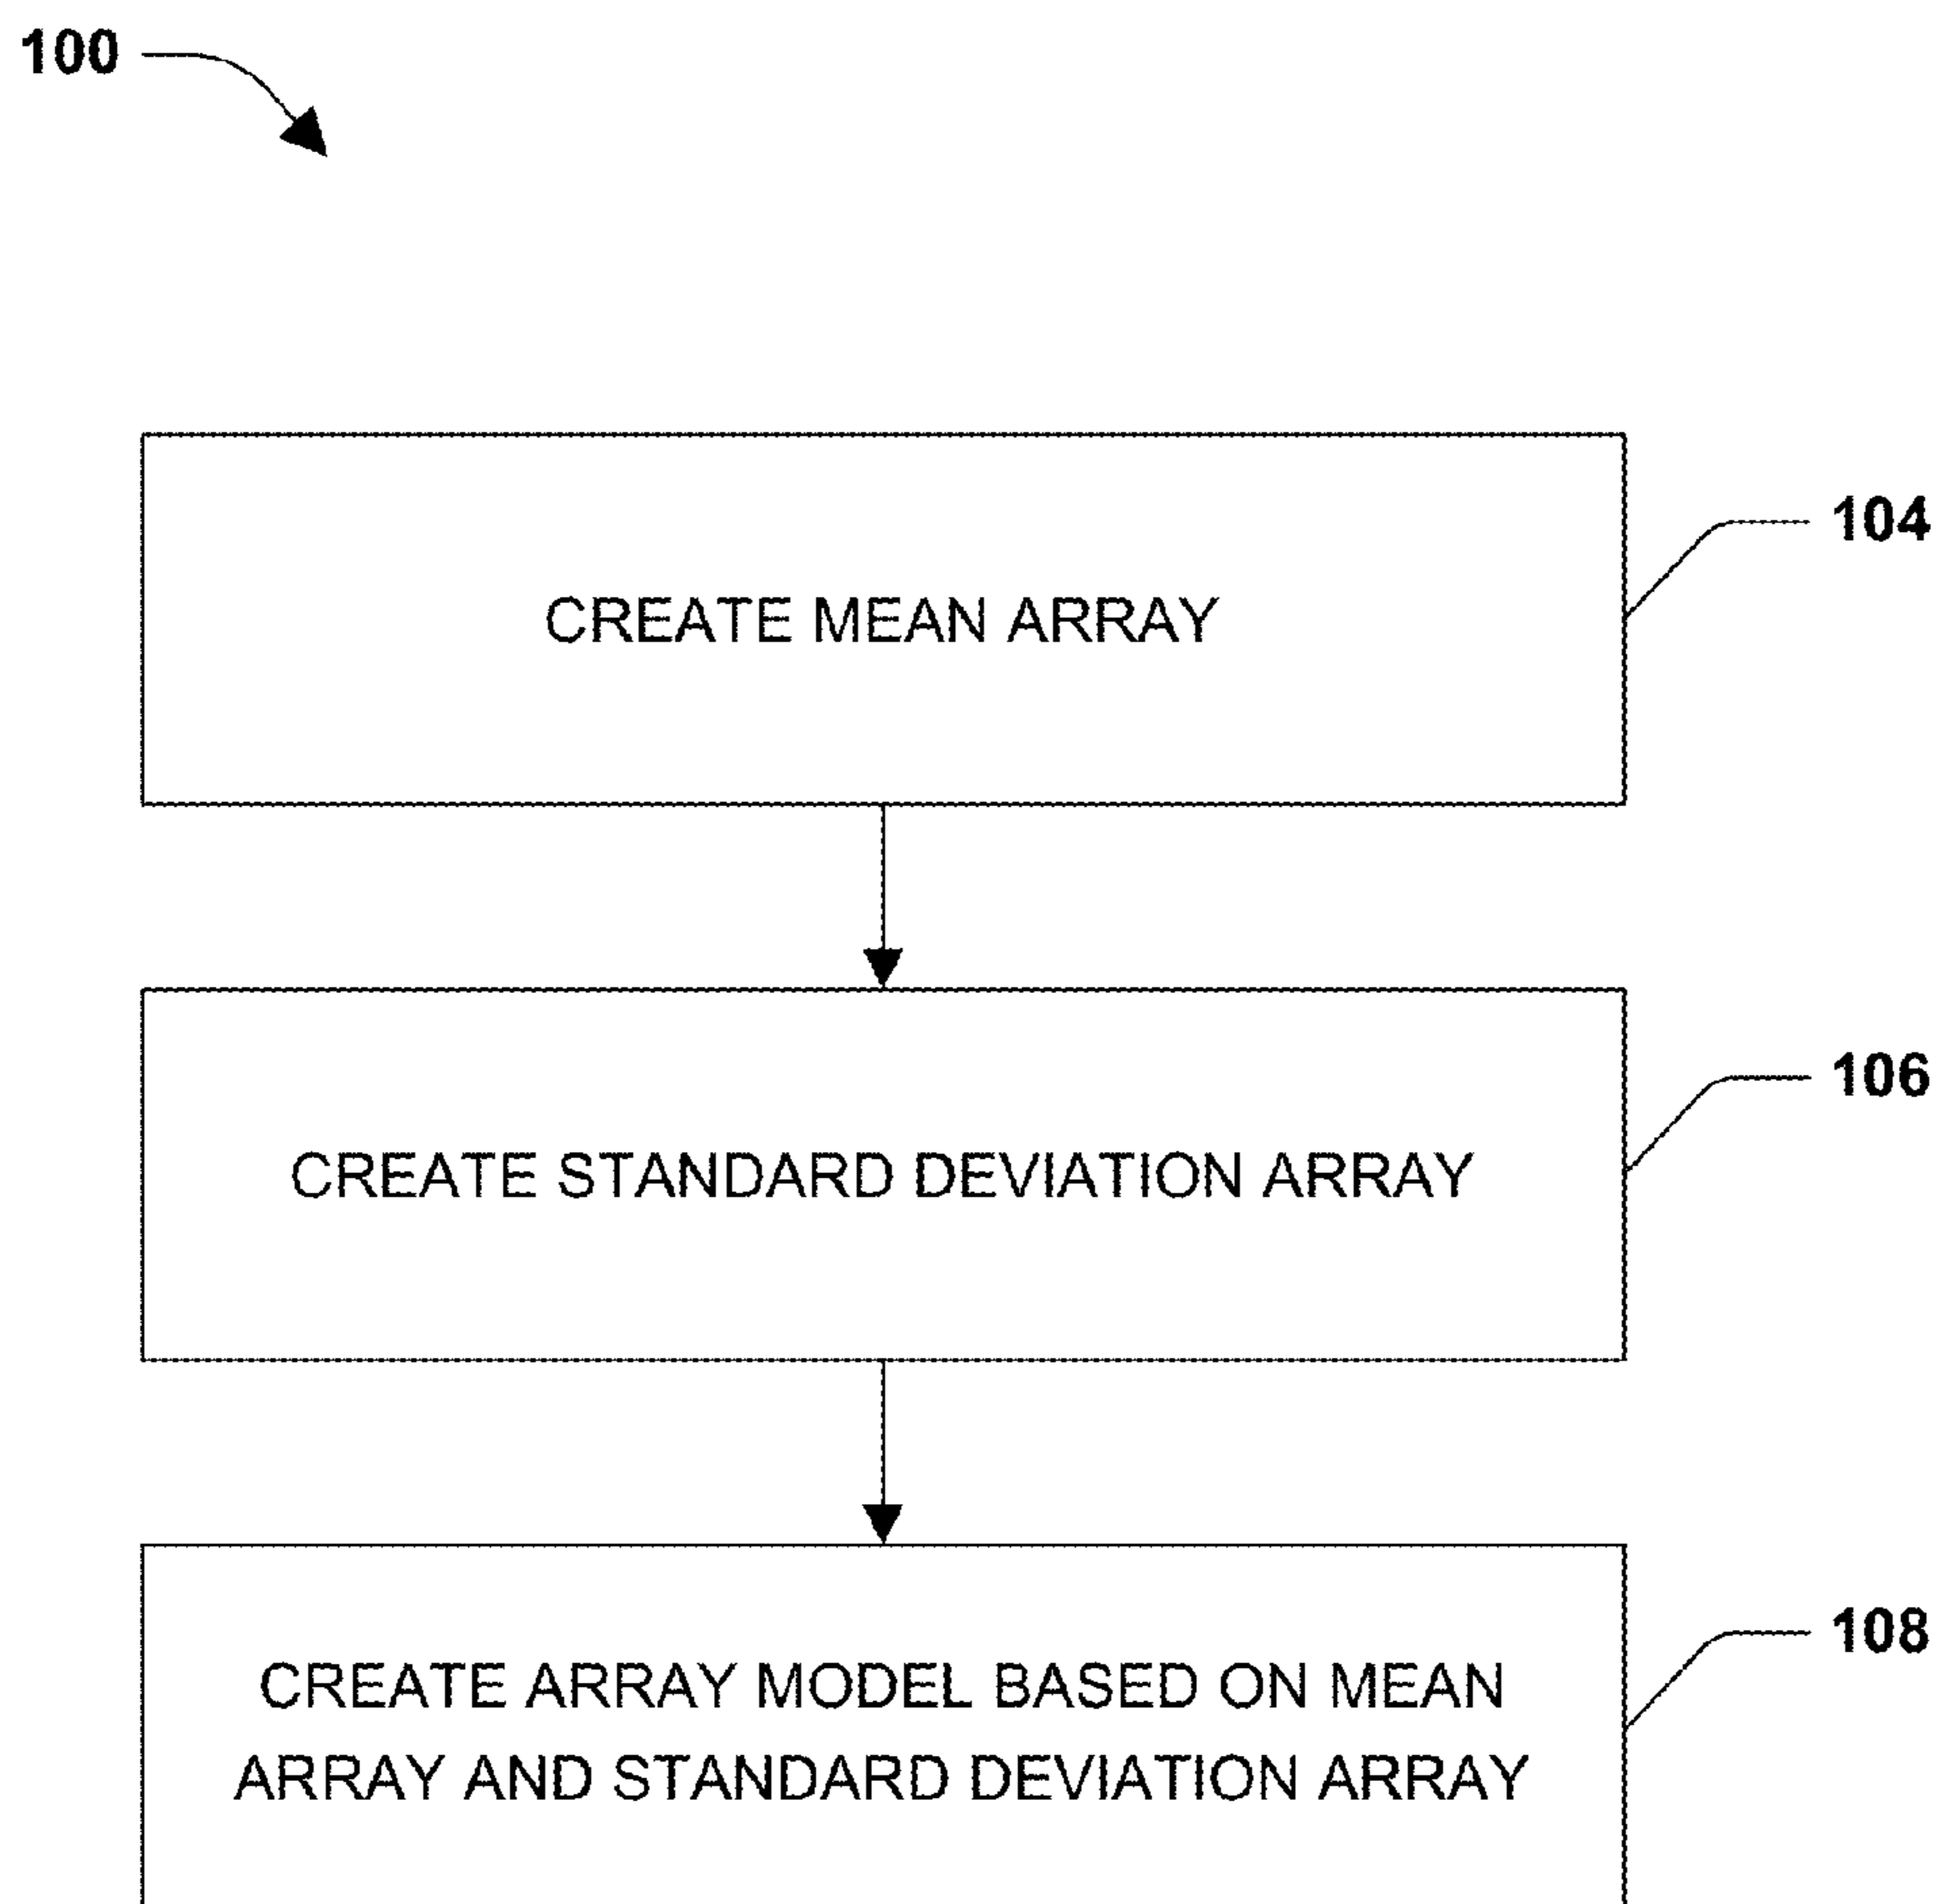 100
104
CREATE MEAN ARRAY
106
CREATE STANDARD DEVIATION ARRAY
108
CREATE ARRAY MODEL BASED ON MEAN
ARRAY AND STANDARD DEVIATION ARRAY